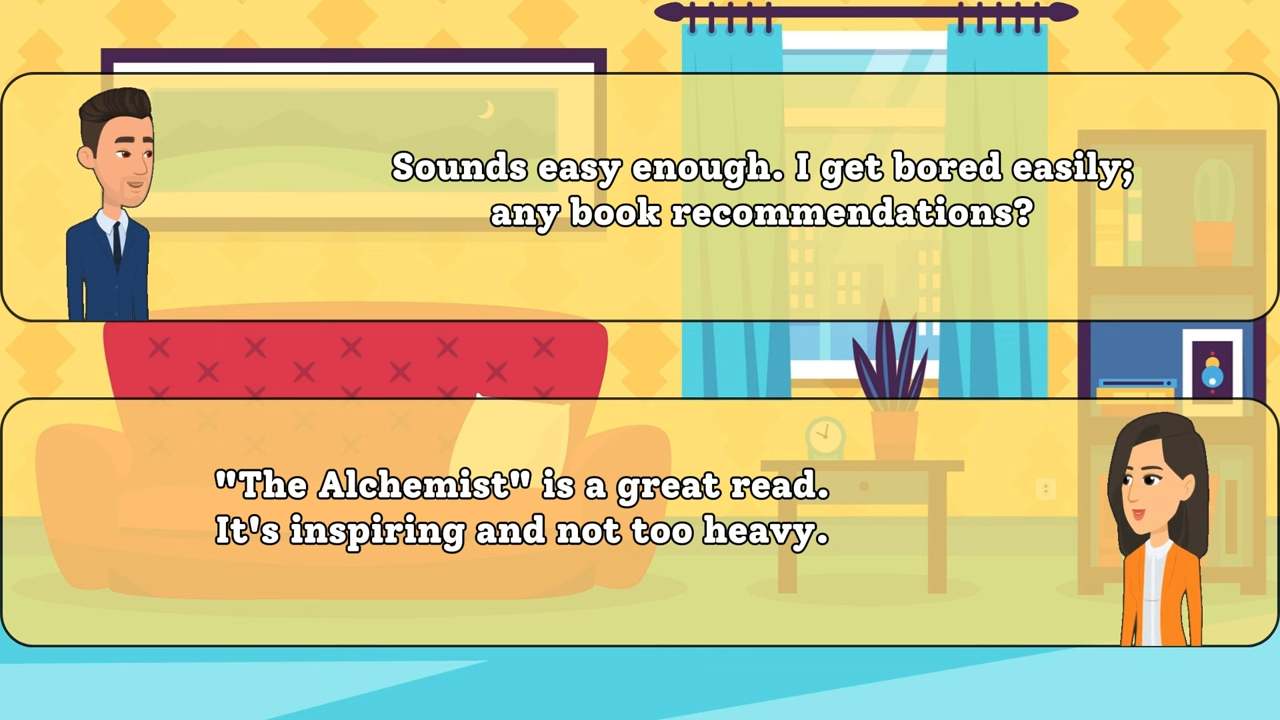 Sounds easy enough. I get bored easily;
any book recommendations?
"The Alchemist" is a great read.
It's inspiring and not too heavy.